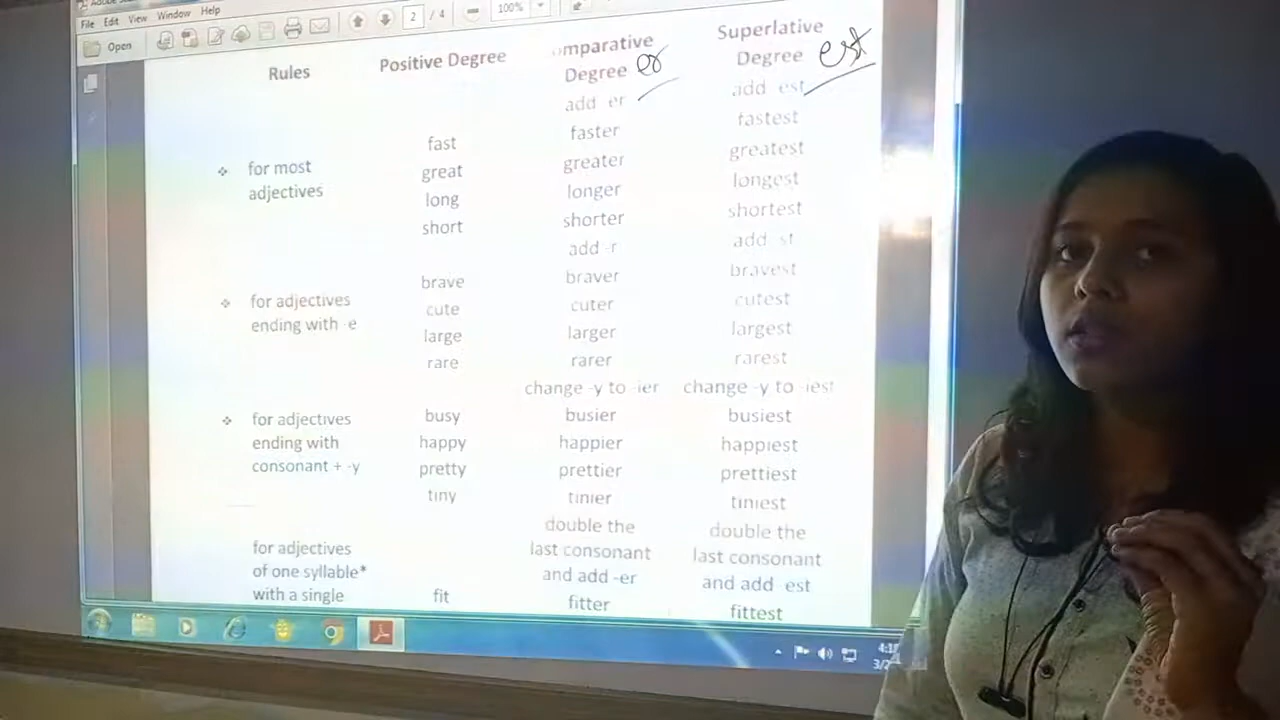 File Edit View Window Help
Open
2 / 4
100%
Rules
Positive Degree
Degree er
Superlative
Degree est
add er
add est
for most
adjectives
fast
faster
fastest
great
greater
greatest
long
longer
longest
short
shorter
shortest
add -r
add st
for adjectives
ending with -e
brave
braver
bravest
cute
cuter
cutest
large
larger
largest
rare
rarer
rarest
change -y to -ier
change -y to -iest
for adjectives
ending with
consonant + -y
busy
busier
busiest
happy
happier
happiest
pretty
prettier
prettiest
tiny
tinier
tiniest
double the
last consonant
and add -er
double the
last consonant
and add est
for adjectives
of one syllable*
with a single
fit
fitter
fittest